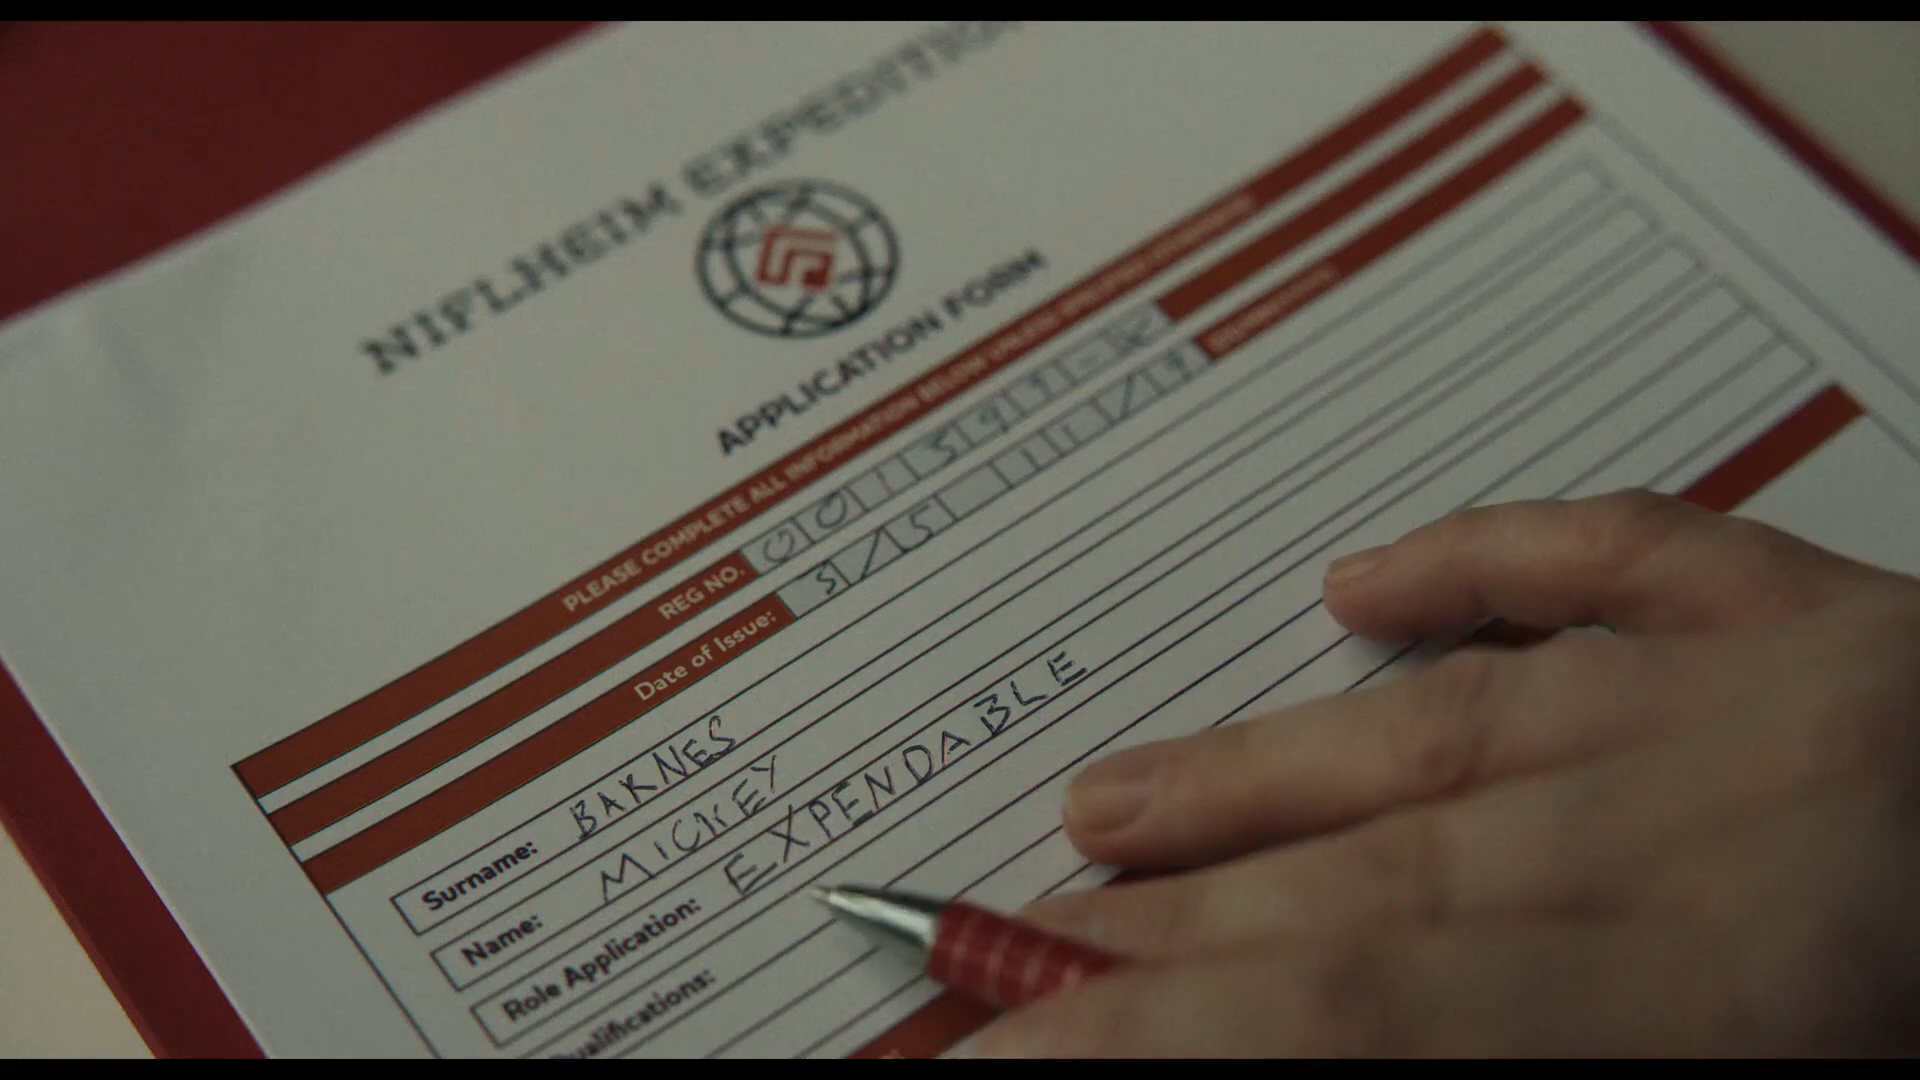 NIFLHEIM EXPEDITION
APPLICATION FORM
PLEASE COMPLETE ALL INFORMATION BELOW UNLESS
REG NO.
Date of Issue:
Surname: BARNES
Name: MICKEY
Role Application: EXPENDABLE
Qualifications: